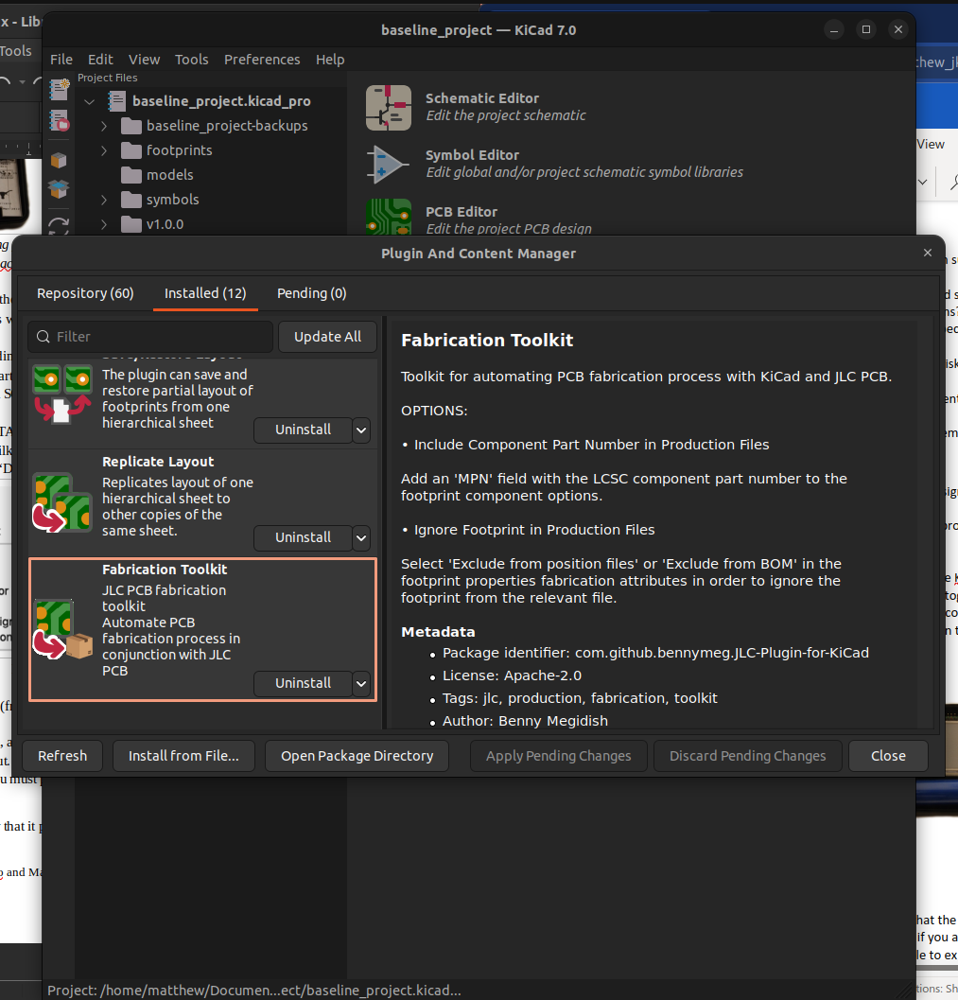 x - Lib
baseline_project — KiCad 7.0
Tools
File Edit View Tools Preferences Help
Project Files
baseline_project.kicad_pro
baseline_project-backups
footprints
models
symbols
v1.0.0
Schematic Editor
Edit the project schematic
Symbol Editor
Edit global and/or project schematic symbol libraries
PCB Editor
Edit the project PCB design
View
Plugin And Content Manager
Repository (60) Installed (12) Pending (0)
Filter
Update All
The plugin can save and
restore partial layout of
footprints from one
hierarchical sheet
Uninstall
Replicate Layout
Replicates layout of one
hierarchical sheet to
other copies of the
same sheet.
Uninstall
Fabrication Toolkit
JLC PCB fabrication
toolkit
Automate PCB
fabrication process in
conjunction with JLC
PCB
Uninstall
Fabrication Toolkit
Toolkit for automating PCB fabrication process with KiCad and JLC PCB.
OPTIONS:
• Include Component Part Number in Production Files
Add an 'MPN' field with the LCSC component part number to the
footprint component options.
• Ignore Footprint in Production Files
Select 'Exclude from position files' or 'Exclude from BOM' in the
footprint properties fabrication attributes in order to ignore the
footprint from the relevant file.
Metadata
• Package identifier: com.github.bennymeg.JLC-Plugin-for-KiCad
• License: Apache-2.0
• Tags: jlc, production, fabrication, toolkit
• Author: Benny Megidish
Refresh Install from File... Open Package Directory Apply Pending Changes Discard Pending Changes Close
that it
and Ma
hat the
if you a
le to ex
Project: /home/matthew/Documen...ect/baseline_project.kicad...